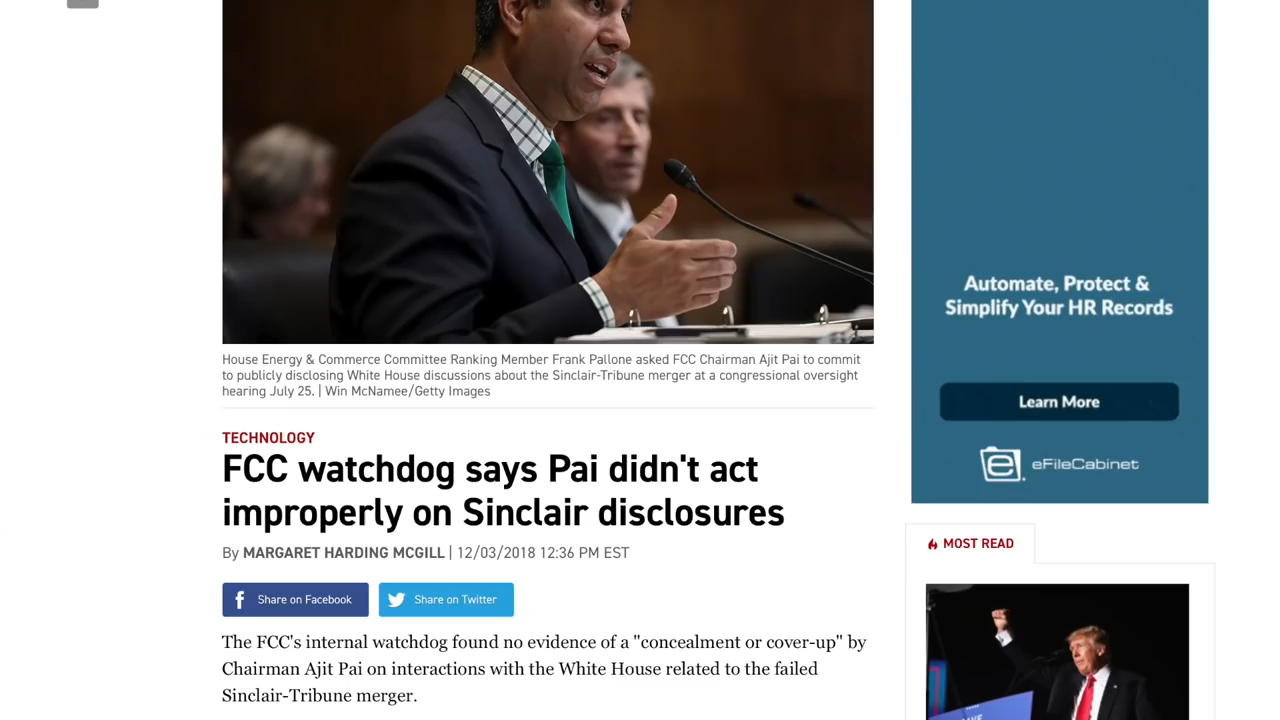 House Energy & Commerce Committee Ranking Member Frank Pallone asked FCC Chairman Ajit Pai to commit
to publicly disclosing White House discussions about the Sinclair-Tribune merger at a congressional oversight
hearing July 25. | Win McNamee/Getty Images
TECHNOLOGY
FCC watchdog says Pai didn't act
improperly on Sinclair disclosures
By MARGARET HARDING MCGILL | 12/03/2018 12:36 PM EST
Share on Facebook
Share on Twitter
The FCC's internal watchdog found no evidence of a "concealment or cover-up" by
Chairman Ajit Pai on interactions with the White House related to the failed
Sinclair-Tribune merger.
Automate, Protect &
Simplify Your HR Records
Learn More
eFileCabinet
MOST READ